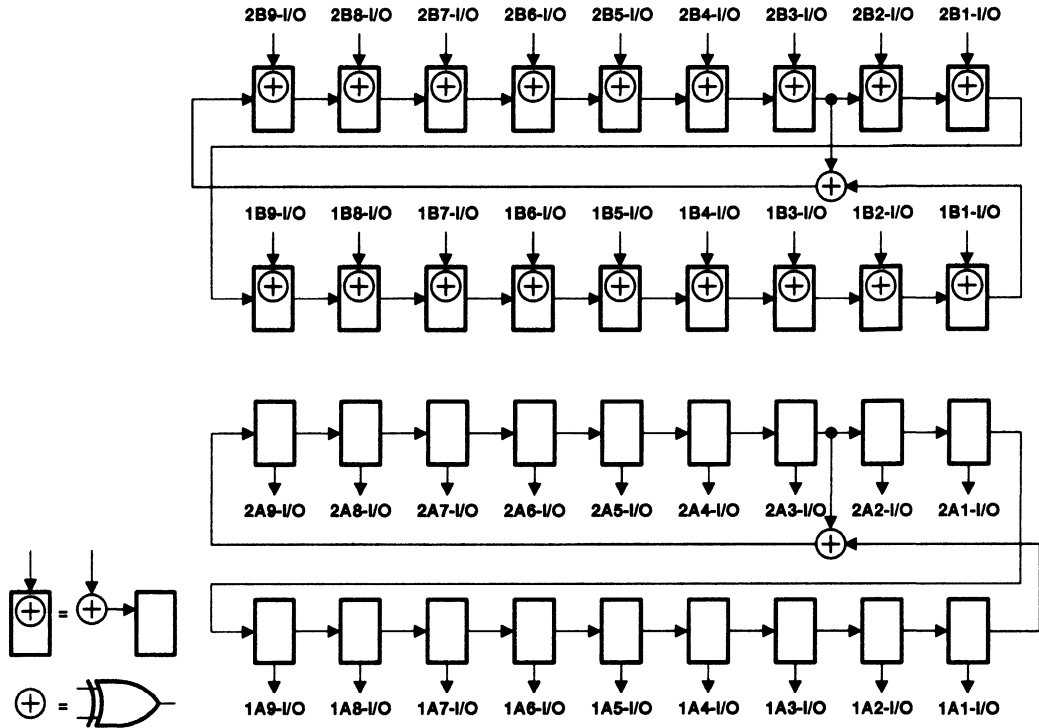 2B9-I/O 2B8-I/O 2B7-I/O 2B6-I/O 2B5-I/O 2B4-I/O 2B3-I/O 2B2-I/O 2B1-I/O
1B9-I/O 1B8-I/O 1B7-I/O 1B6-I/O 1B5-I/O 1B4-I/O 1B3-I/O 1B2-I/O 1B1-I/O
2A9-I/O 2A8-I/O 2A7-I/O 2A6-I/O 2A5-I/O 2A4-I/O 2A3-I/O 2A2-I/O 2A1-I/O
=
=
1A9-I/O 1A8-I/O 1A7-I/O 1A6-I/O 1A5-I/O 1A4-I/O 1A3-I/O 1A2-I/O 1A1-I/O